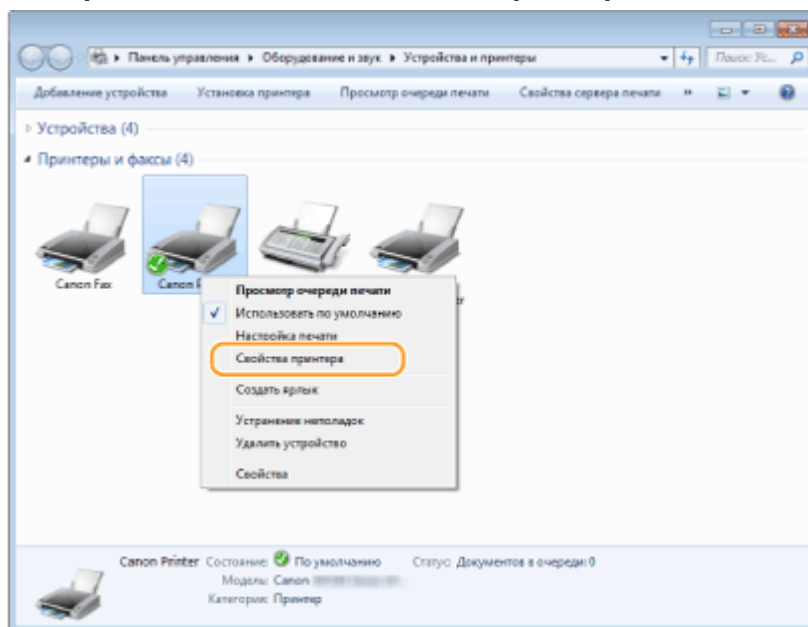 Панель управления ▸ Оборудование и звук ▸ Устройства и принтеры
Поиск: Ус...
Добавление устройства Установка принтера Просмотр очереди печати Свойства сервера печати »
Устройства (4)
Принтеры и факсы (4)
Canon Fax
Canon
Просмотр очереди печати
Использовать по умолчанию
Настройка печати
Свойства принтера
Создать ярлык
Устранение неполадок
Удалить устройство
Свойства
Canon Printer Состояние: По умолчанию Статус: Документов в очереди: 0
Модель: Canon
Категория: Принтер